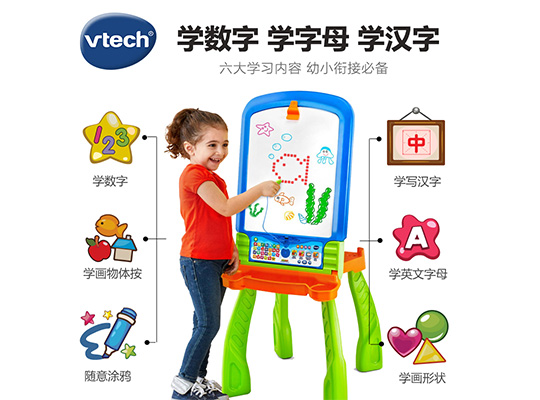 vtech
学数字 学字母 学汉字
六大学习内容 幼小衔接必备
123
学数字
中
学写汉字
学画物体按
A
学英文字母
随意涂鸦
学画形状